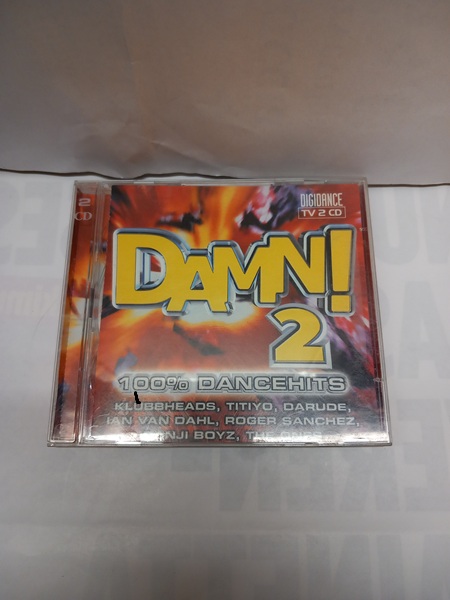 2
CD
DIGIDANCE
TV 2 CD
DAMN!
2
100% DANCEHITS
KLUBBHEADS, TITIYO, DARUDE,
IAN VAN DAHL, ROGER SANCHEZ,
BOYZ, THE